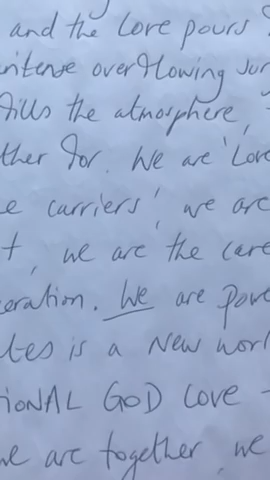 and the Love pours
intense overflowing
fills the atmosphere,
ther for. We are 'Love
e carriers', we are
t, we are the care
eration. We are
tes is a New worl
IONAL GOD Love -
we are together, we